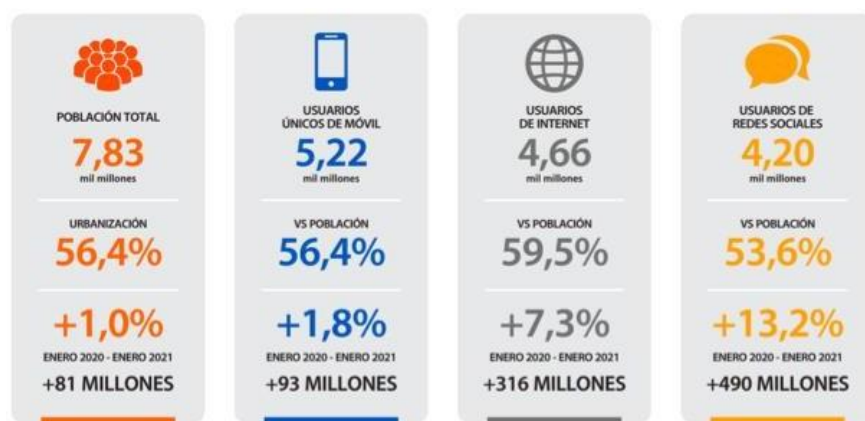 POBLACIÓN TOTAL
7,83
mil millones
URBANIZACIÓN
56,4%
+1,0%
ENERO 2020 - ENERO 2021
+81 MILLONES
USUARIOS
ÚNICOS DE MÓVIL
5,22
mil millones
VS POBLACIÓN
56,4%
+1,8%
ENERO 2020 - ENERO 2021
+93 MILLONES
USUARIOS
DE INTERNET
4,66
mil millones
VS POBLACIÓN
59,5%
+7,3%
ENERO 2020 - ENERO 2021
+316 MILLONES
USUARIOS DE
REDES SOCIALES
4,20
mil millones
VS POBLACIÓN
53,6%
+13,2%
ENERO 2020 - ENERO 2021
+490 MILLONES